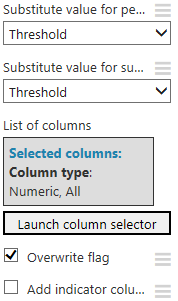 Substitute value for pe...
Threshold
Substitute value for su...
Threshold
List of columns
Selected columns:
Column type:
Numeric, All
Launch column selector
Overwrite flag
Add indicator colu...